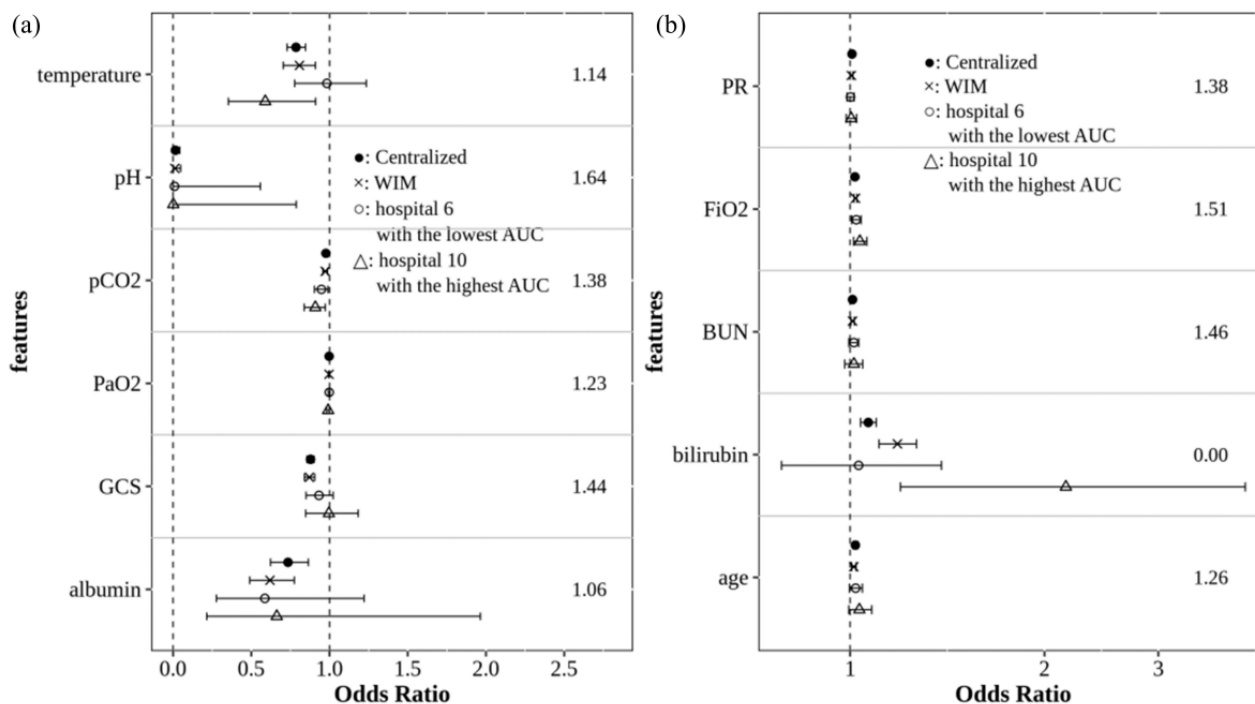 (a)
features
temperature
1.14
pH
1.64
pCO2
1.38
PaO2
1.23
GCS
1.44
albumin
1.06
●: Centralized
×: WIM
○: hospital 6
with the lowest AUC
△: hospital 10
with the highest AUC
0.0 0.5 1.0 1.5 2.0 2.5
Odds Ratio
(b)
features
PR
1.38
FiO2
1.51
BUN
1.46
bilirubin
0.00
age
1.26
●: Centralized
×: WIM
○: hospital 6
with the lowest AUC
△: hospital 10
with the highest AUC
1 2 3
Odds Ratio